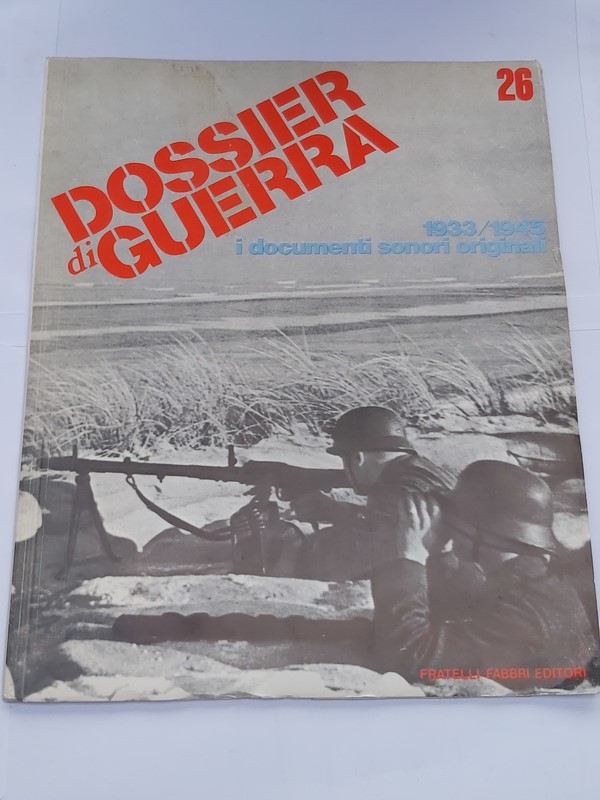 26
DOSSIER
di GUERRA
1933/1945
i documenti sonori originali
FRATELLI FABBRI EDITORI